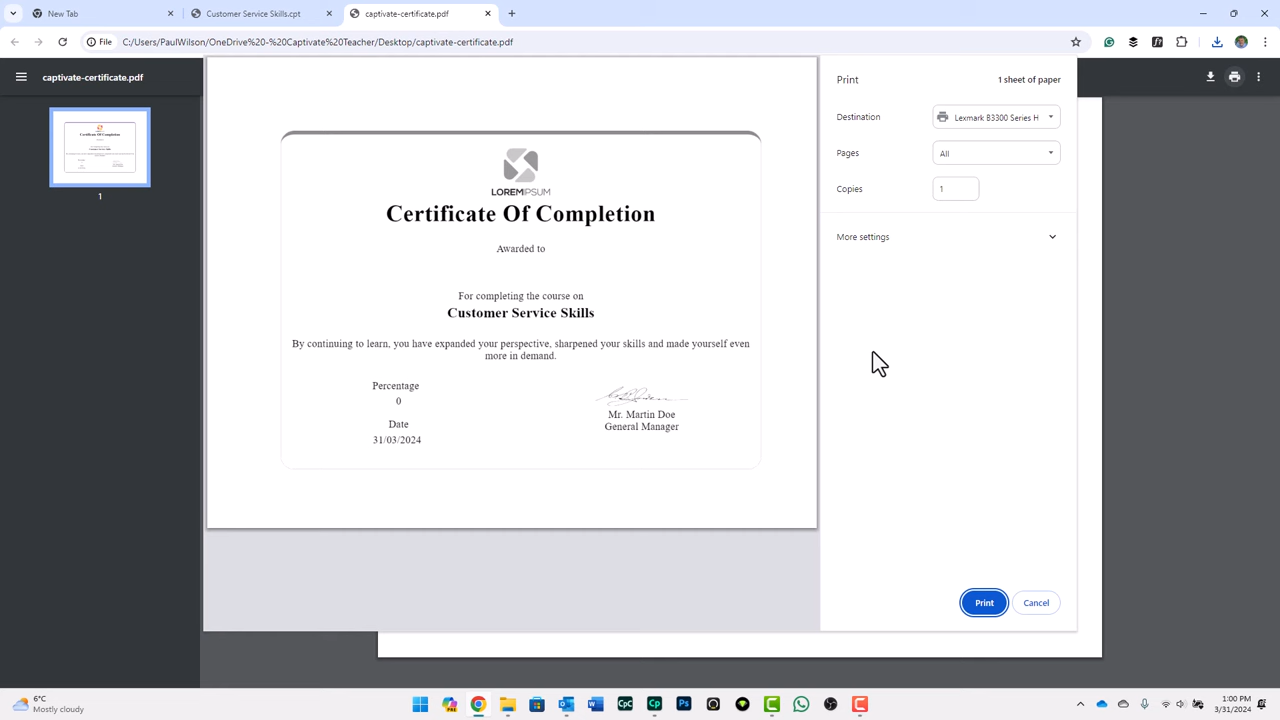 New Tab
Customer Service Skills.cpt
captivate-certificate.pdf
File
C:/Users/PaulWilson/OneDrive%20-%20Captivate%20Teacher/Desktop/captivate-certificate.pdf
captivate-certificate.pdf
1
LOREMIPSUM
Certificate Of Completion
Awarded to
For completing the course on
Customer Service Skills
By continuing to learn, you have expanded your perspective, sharpened your skills and made yourself even
more in demand.
Percentage
0
Date
31/03/2024
Mr. Martin Doe
General Manager
Print
1 sheet of paper
Destination
Lexmark B3300 Series H
Pages
All
Copies
1
More settings
Print
Cancel
6°C
Mostly cloudy
1:00 PM
3/31/2024